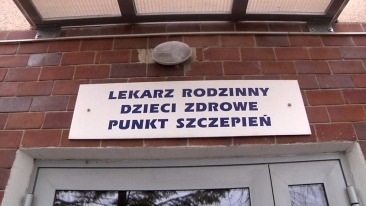 LEKARZ RODZINNY
DZIECI ZDROWE
PUNKT SZCZEPIEŃ